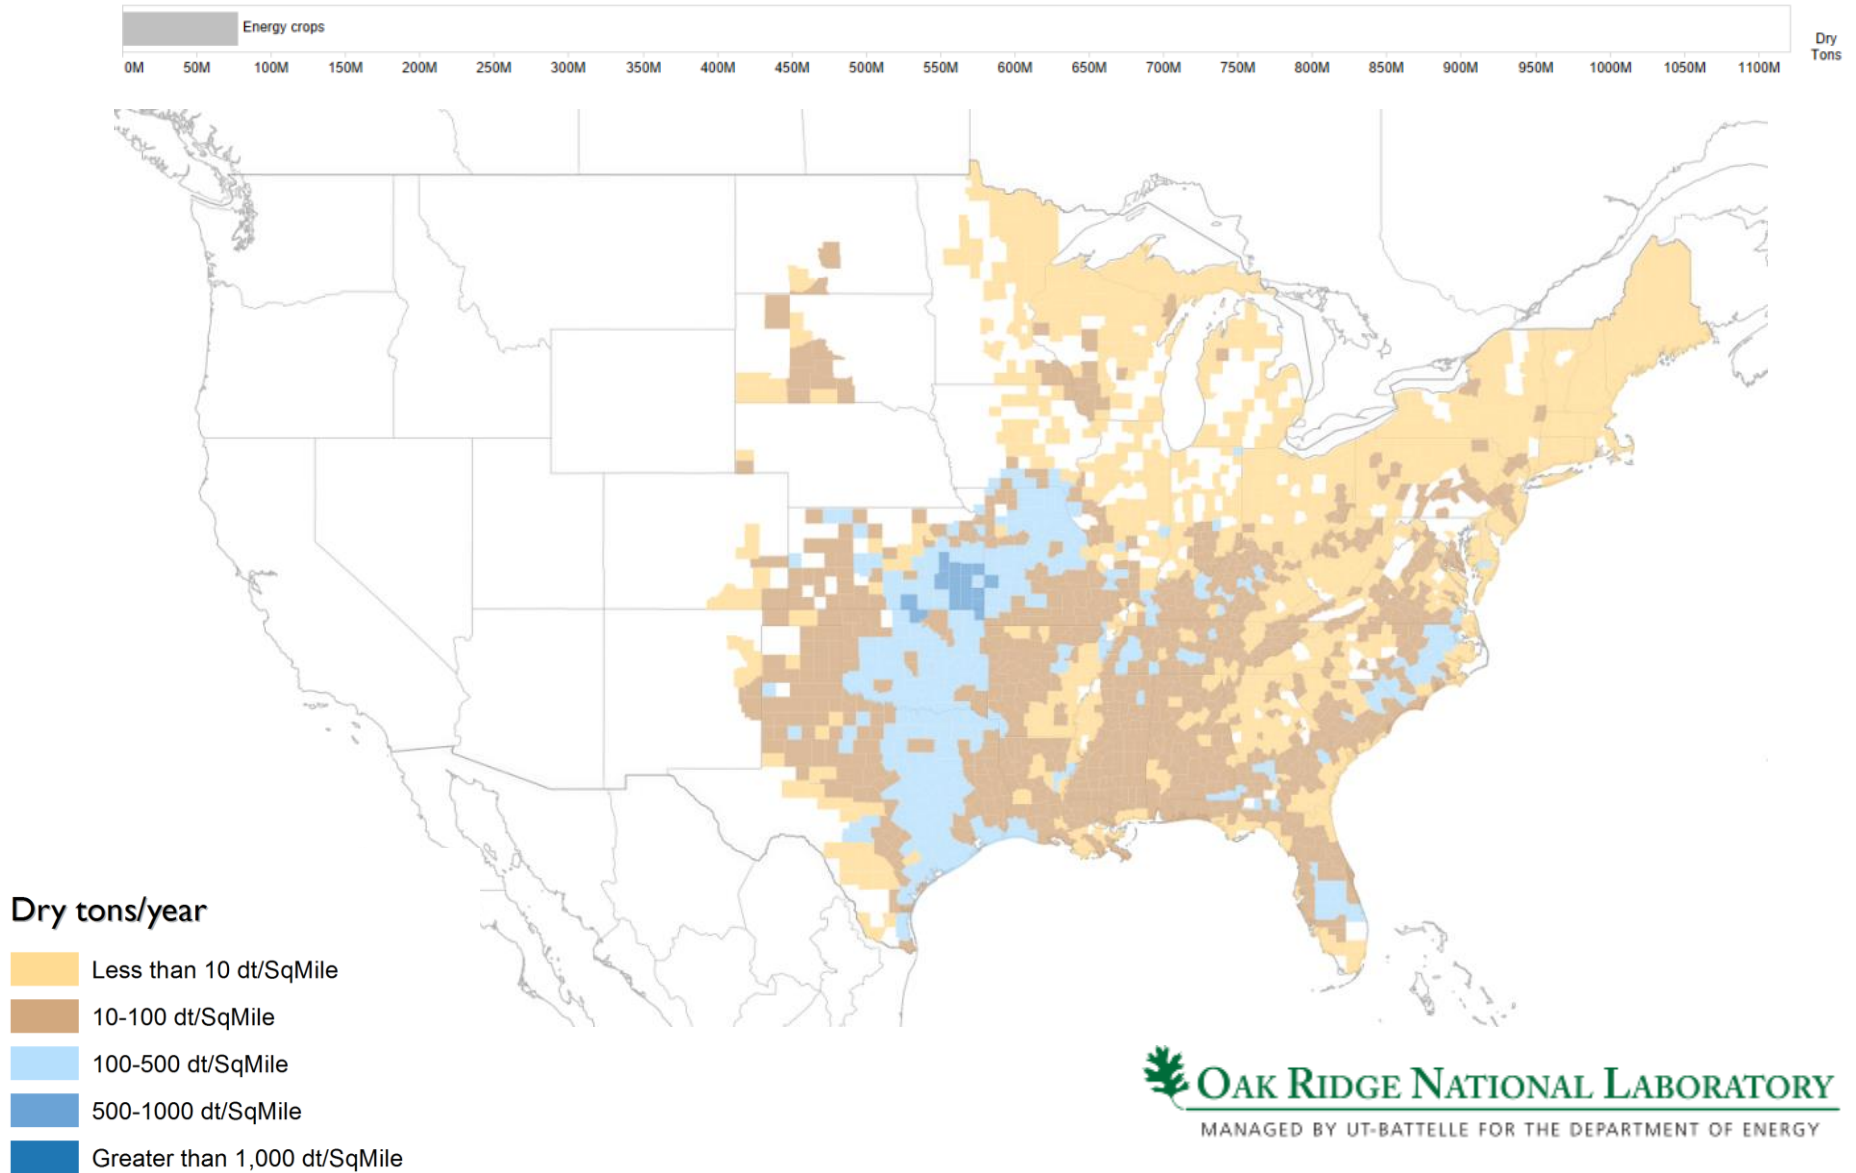 Energy crops
0M 50M 100M 150M 200M 250M 300M 350M 400M 450M 500M 550M 600M 650M 700M 750M 800M 850M 900M 950M 1000M 1050M 1100M
Dry
Tons
Dry tons/year
Less than 10 dt/SqMile
10-100 dt/SqMile
100-500 dt/SqMile
500-1000 dt/SqMile
Greater than 1,000 dt/SqMile
OAK RIDGE NATIONAL LABORATORY
MANAGED BY UT-BATTELLE FOR THE DEPARTMENT OF ENERGY